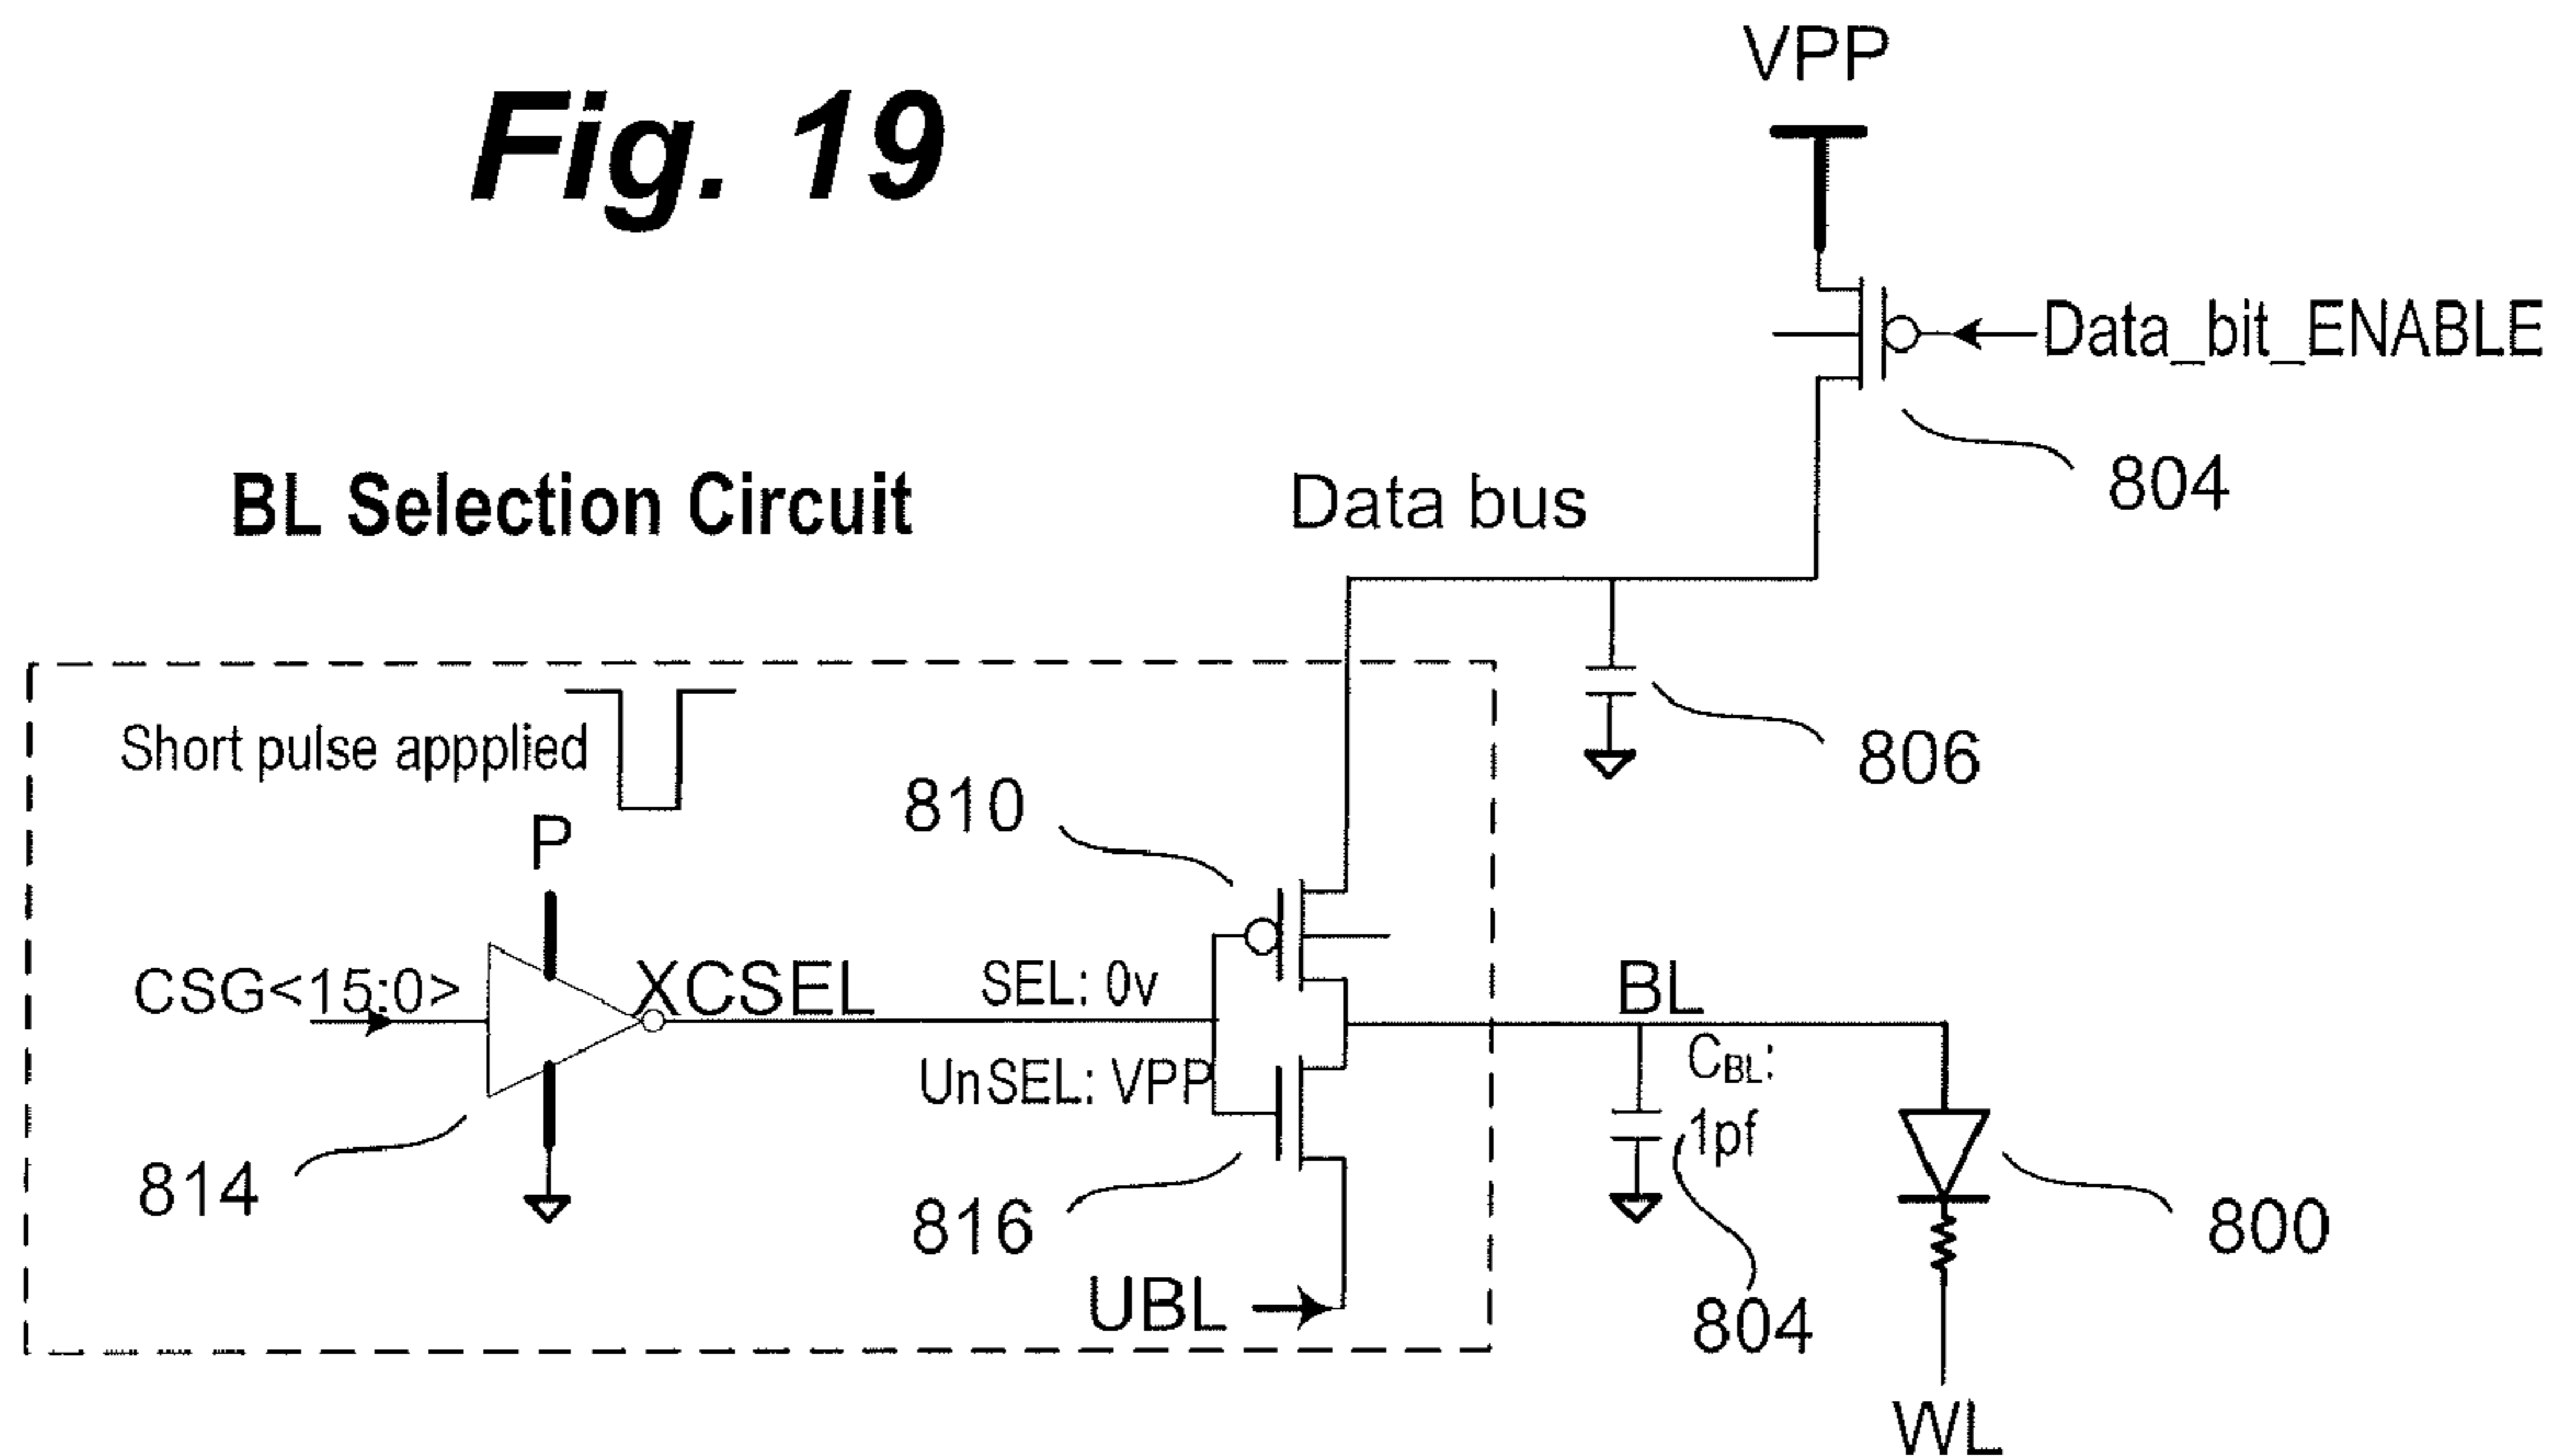 Fig. 19
VPP
Data_bit_ENABLE
804
BL Selection Circuit
Data bus
Short pulse appplied
806
810
P
CSG<15:0>
XCSEL
SEL: 0v
BL
UnSEL: VPP
CBL:
1pf
814
816
800
UBL
804
WL